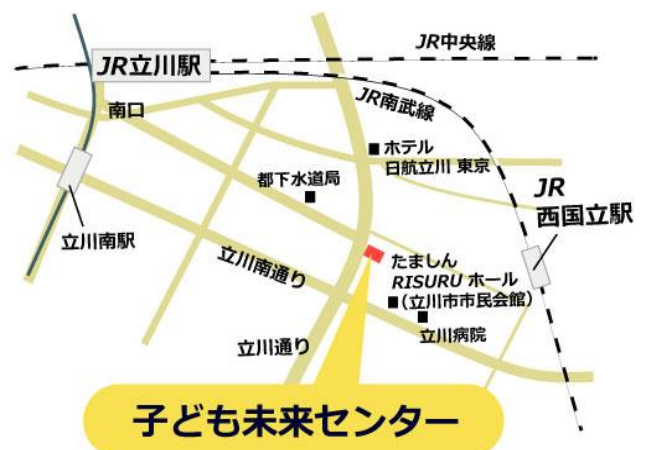 JR中央線
JR立川駅
JR南武線
南口
ホテル
日航立川 東京
都下水道局
JR
西国立駅
立川南駅
たましん
RISURU ホール
(立川市市民会館)
立川南通り
立川病院
立川通り
子ども未来センター